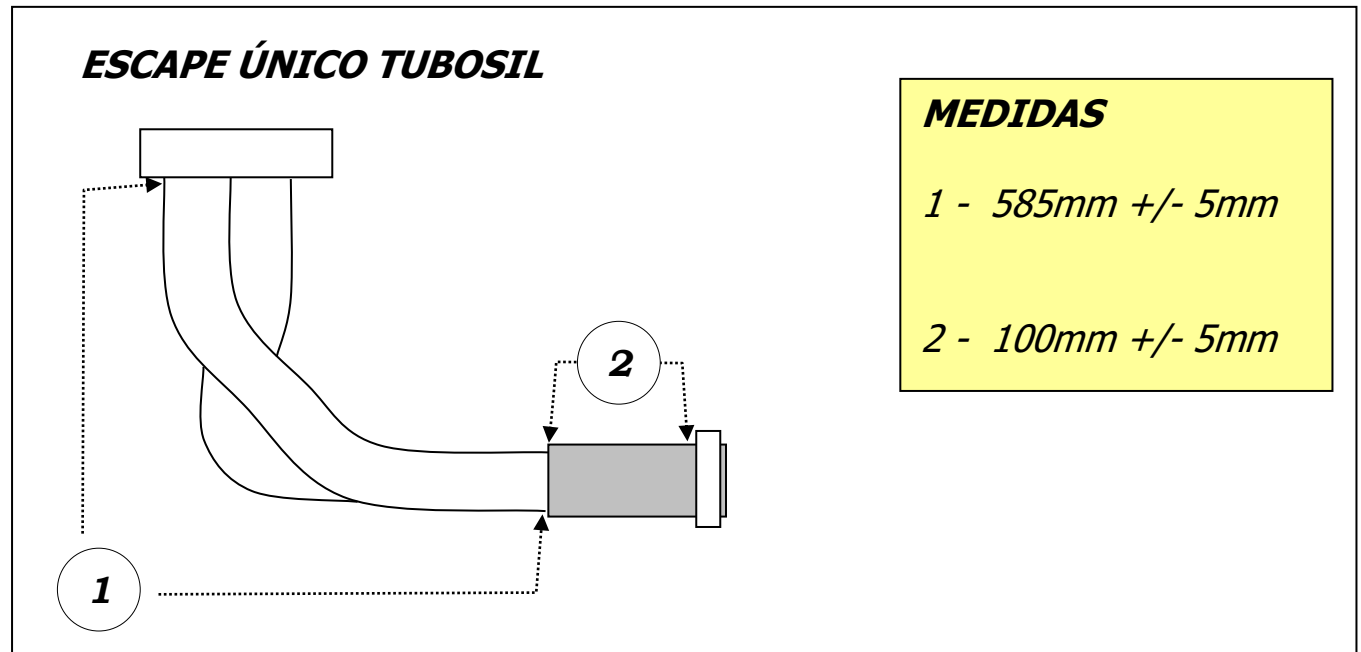 ESCAPE ÚNICO TUBOSIL
MEDIDAS
1 - 585mm +/- 5mm
2 - 100mm +/- 5mm
2
1